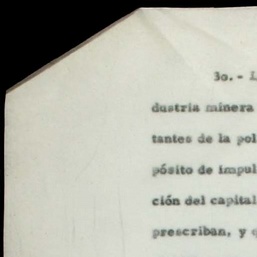 3o.- L
dustria minera
tantes de la pol
pósito de impul
ción del capital
prescriban, y